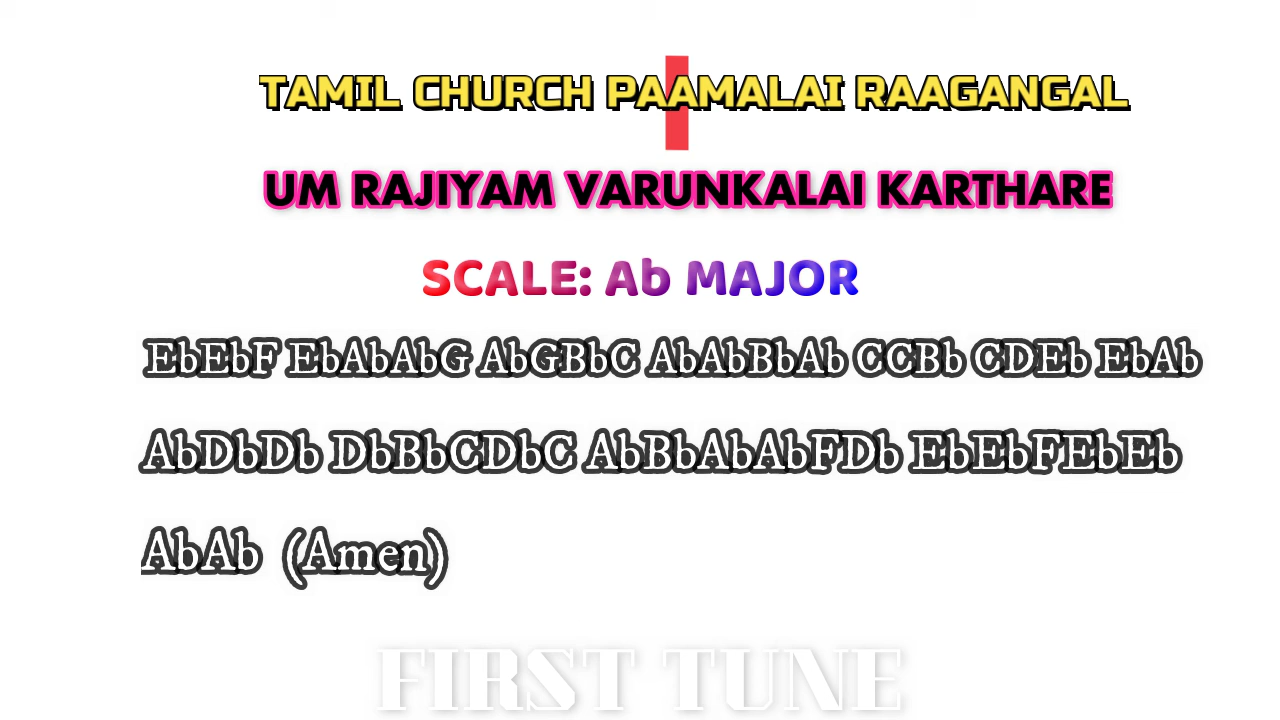 TAMIL CHURCH PAAMALAI RAAGANGAL
UM RAJIYAM VARUNKALAI KARTHARE
SCALE: Ab MAJOR
EbEbF EbAbAbG AbGBbC AbAbBbAb CCBb CDEb EbAb
AbDbDb DbBbCDbC AbBbAbAbFDb EbEbFEbEb
AbAb (Amen)
FIRST TUNE